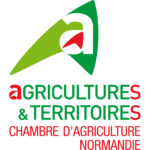 a
aGRICULTURES
& TERRITOIRES
CHAMBRE D'AGRICULTURE
NORMANDIE